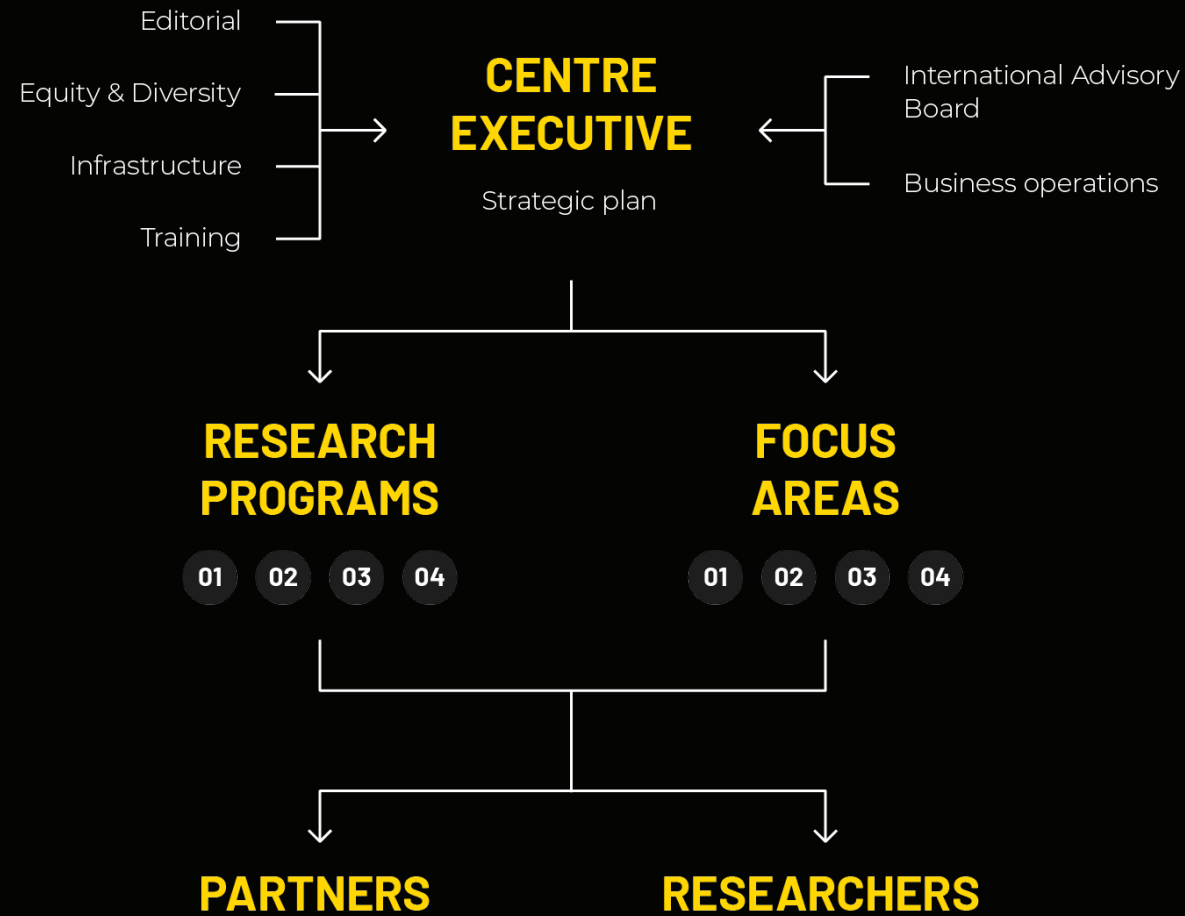 Editorial
Equity & Diversity
Infrastructure
Training
CENTRE
EXECUTIVE
Strategic plan
International Advisory
Board
Business operations
RESEARCH
PROGRAMS
01 02 03 04
FOCUS
AREAS
01 02 03 04
PARTNERS
RESEARCHERS